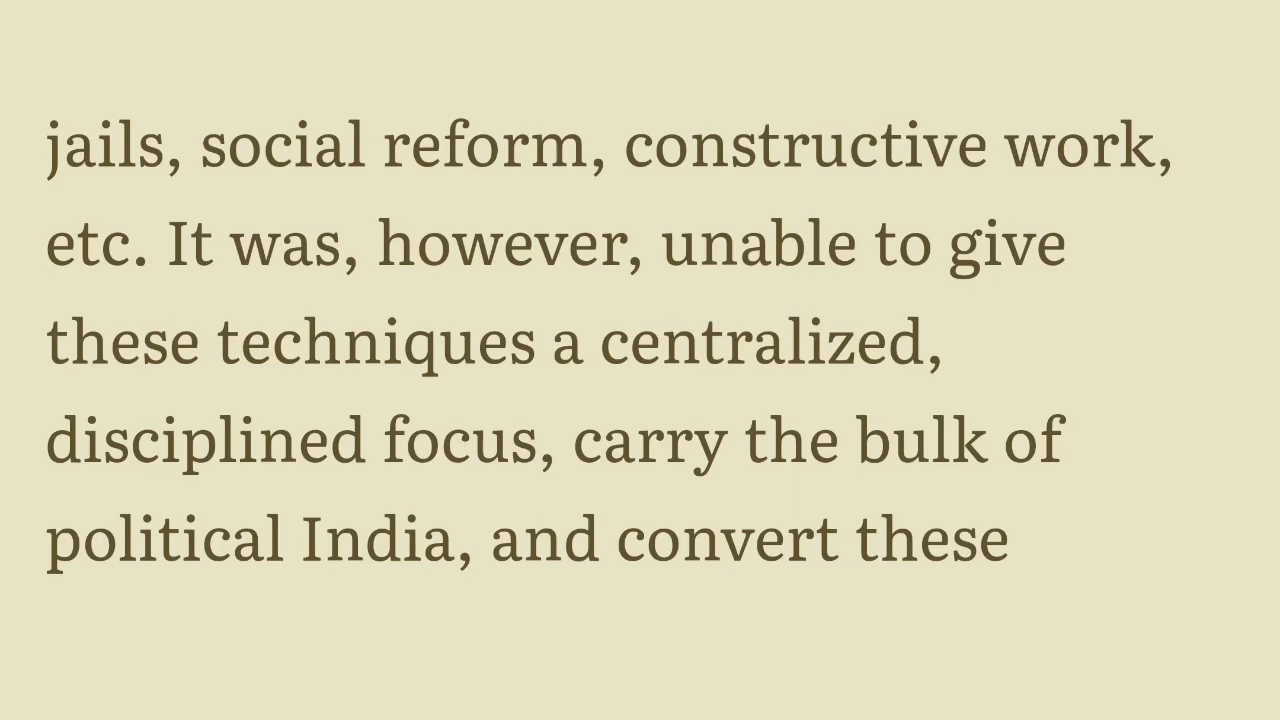 jails, social reform, constructive work,
etc. It was, however, unable to give
these techniques a centralized,
disciplined focus, carry the bulk of
political India, and convert these